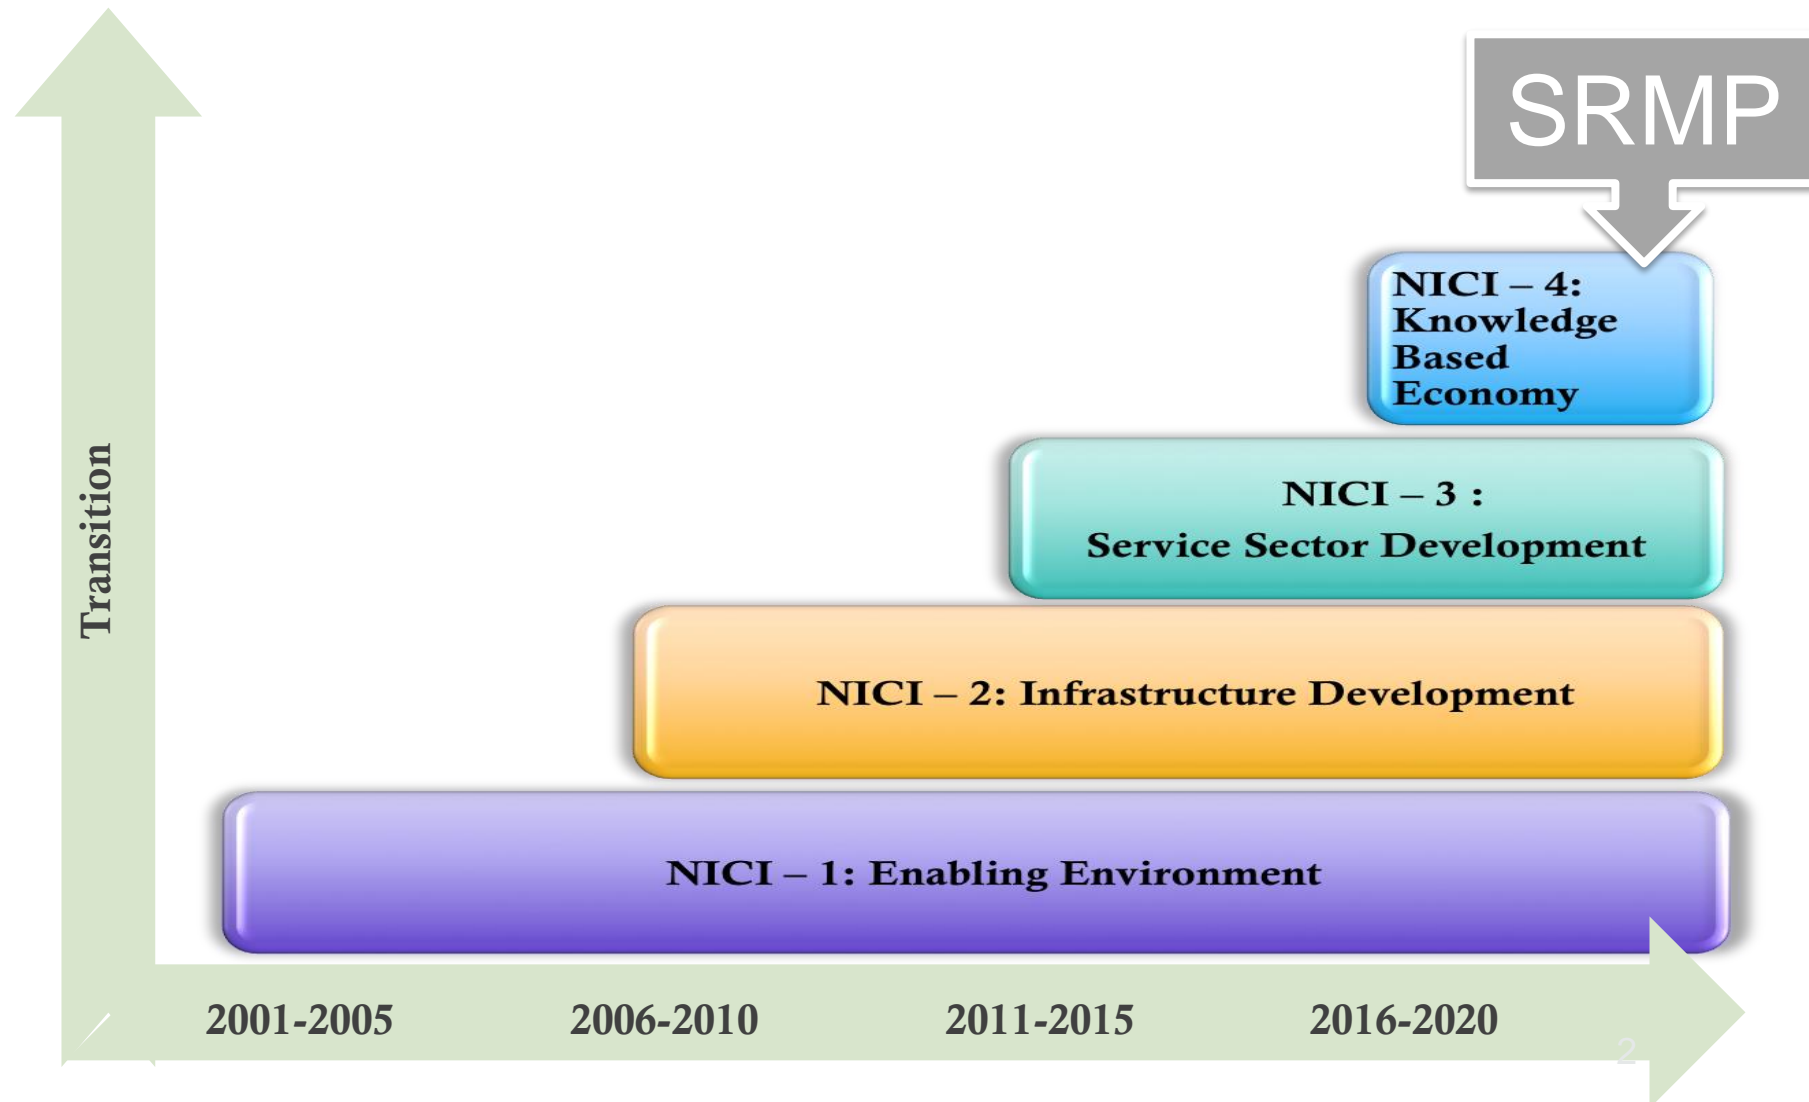 SRMP
NICI – 4:
Knowledge
Based
Economy
NICI – 3 :
Service Sector Development
NICI – 2: Infrastructure Development
NICI – 1: Enabling Environment
Transition
2001-2005
2006-2010
2011-2015
2016-2020
2